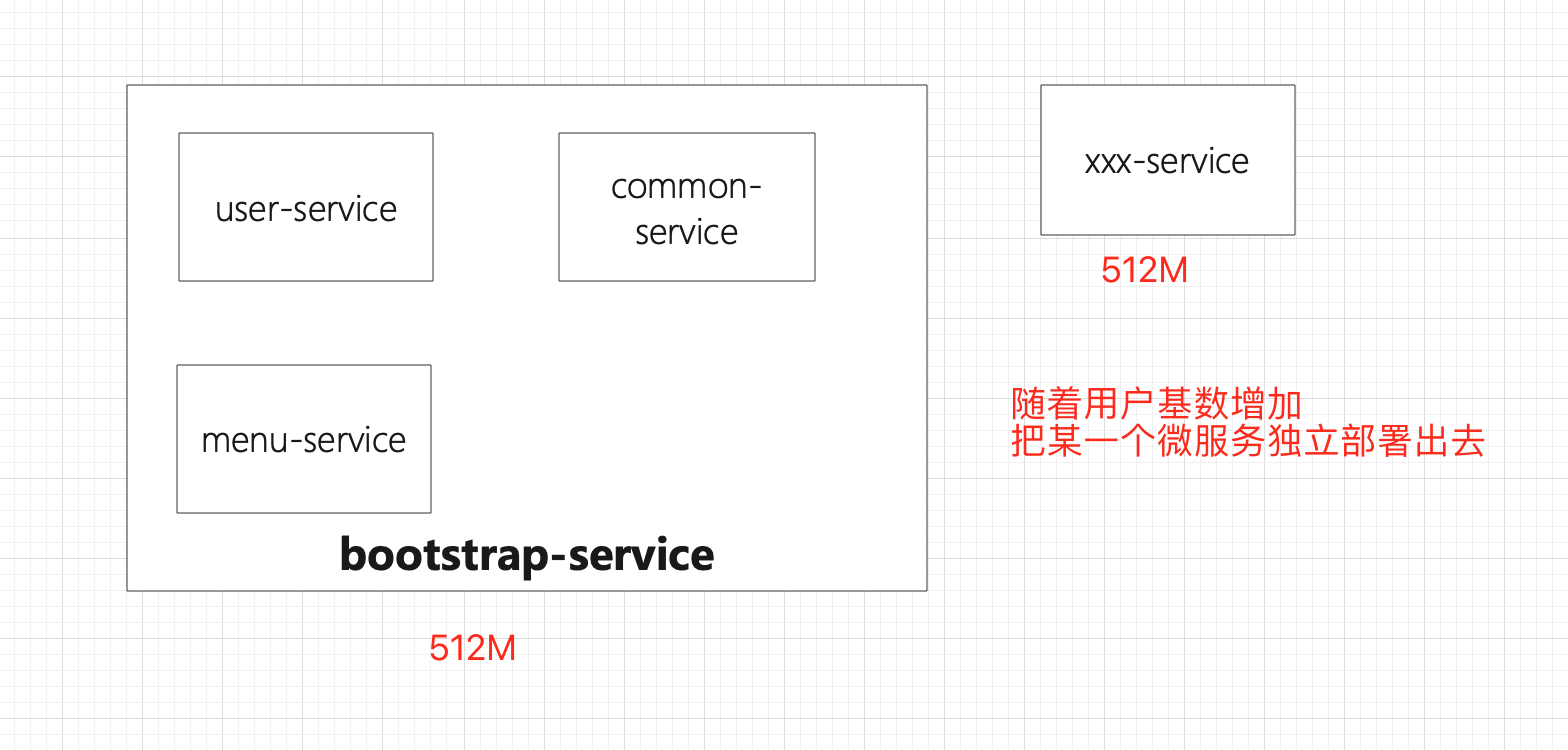 user-service
common-
service
xxx-service
512M
menu-service
随着用户基数增加
把某一个微服务独立部署出去
bootstrap-service
512M